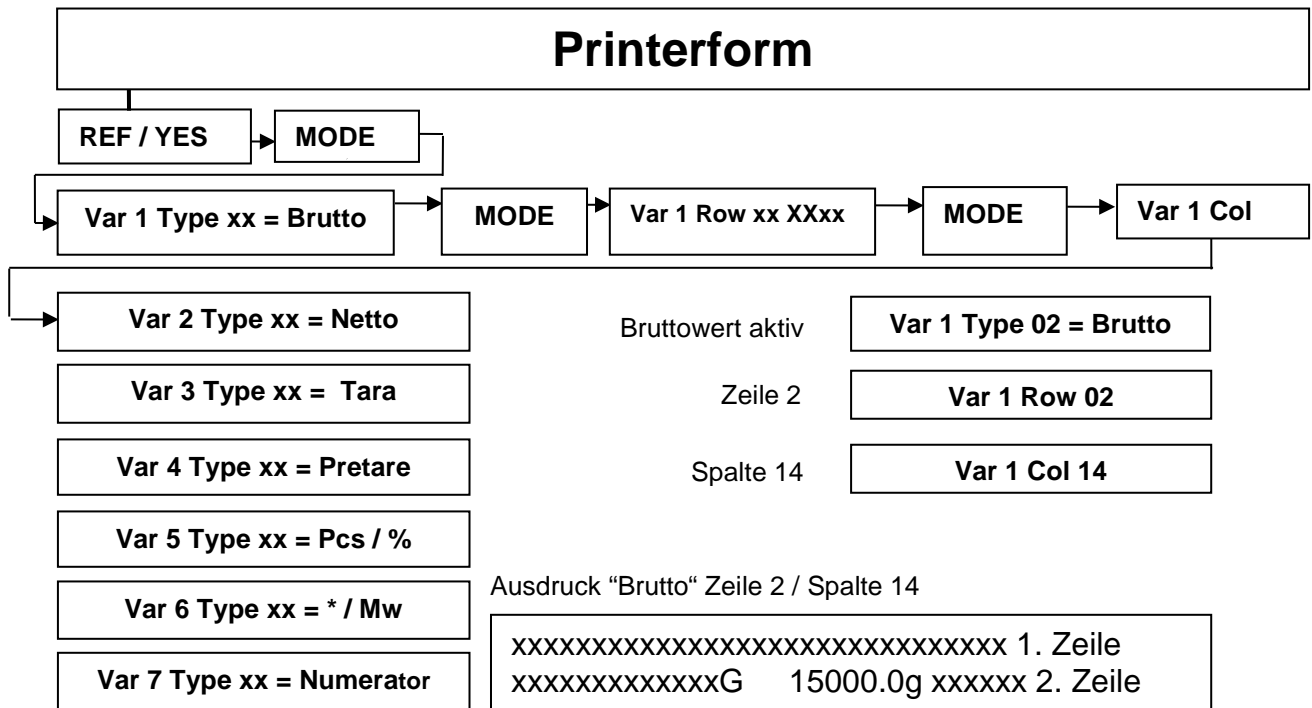 Printerform
REF / YES
MODE
Var 1 Type xx = Brutto
MODE
Var 1 Row xx XXxx
MODE
Var 1 Col
Var 2 Type xx = Netto
Bruttowert aktiv
Var 1 Type 02 = Brutto
Var 3 Type xx = Tara
Zeile 2
Var 1 Row 02
Var 4 Type xx = Pretare
Spalte 14
Var 1 Col 14
Var 5 Type xx = Pcs / %
Ausdruck “Brutto“ Zeile 2 / Spalte 14
Var 6 Type xx = * / Mw
xxxxxxxxxxxxxxxxxxxxxxxxxxxxxxx 1. Zeile
Var 7 Type xx = Numerator
xxxxxxxxxxxxxG 15000.0g xxxxxx 2. Zeile